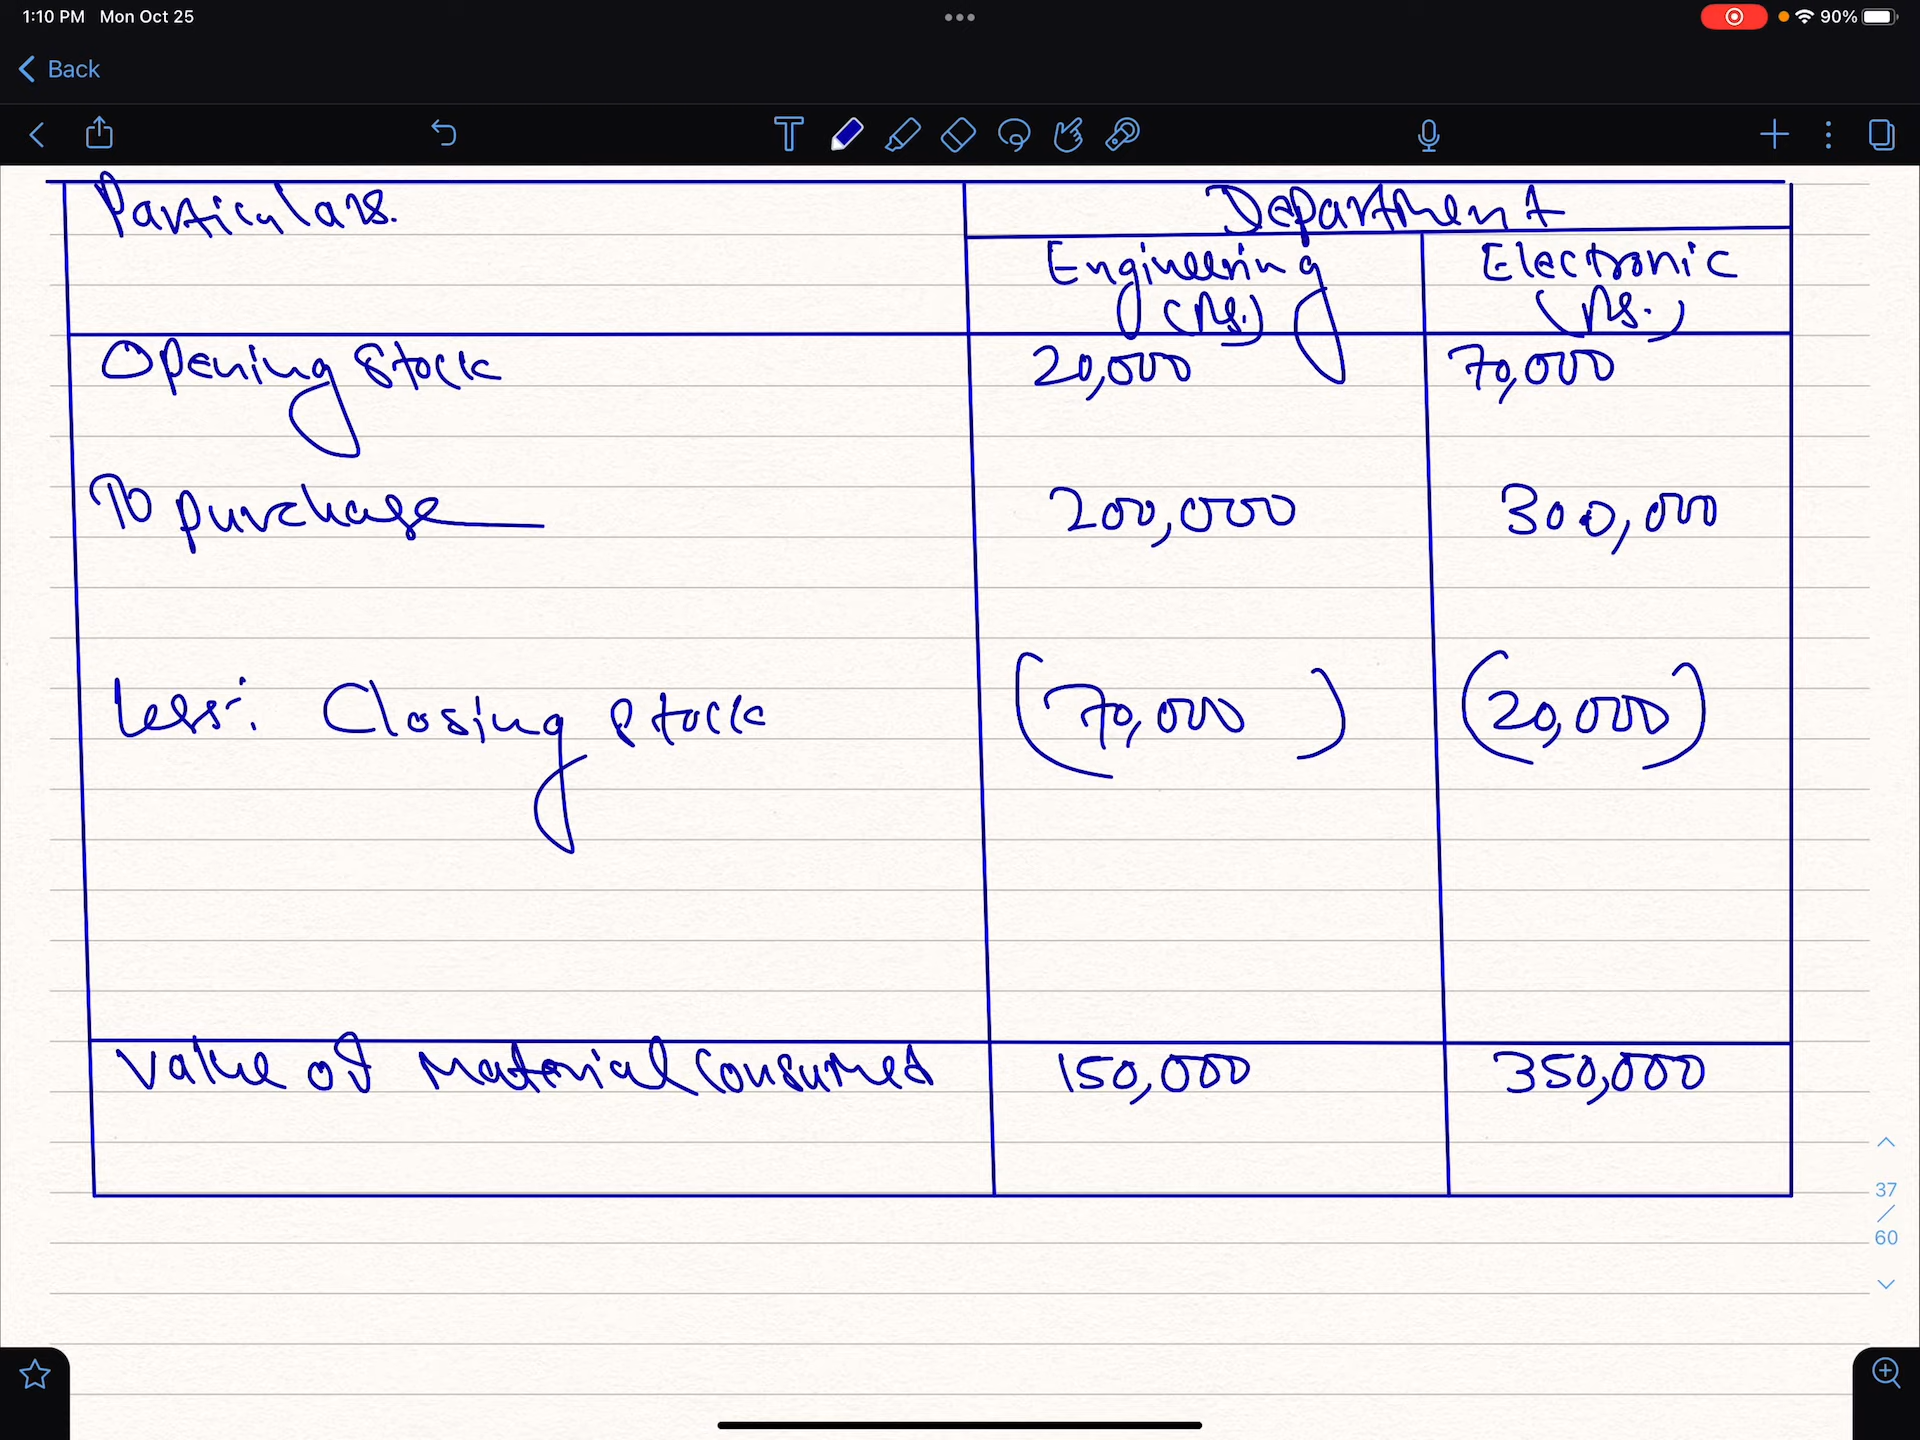 1:10 PM Mon Oct 25
90%
Back
T
Particulars.
Department
Engineering
Electronic
(Rs.)
(Rs.)
Opening Stock 20,000 70,000
To purchase 200,000 300,000
Less:. Closing Stock (70,000) (20,000)
Value of Material Consumed 150,000 350,000
37
/
60